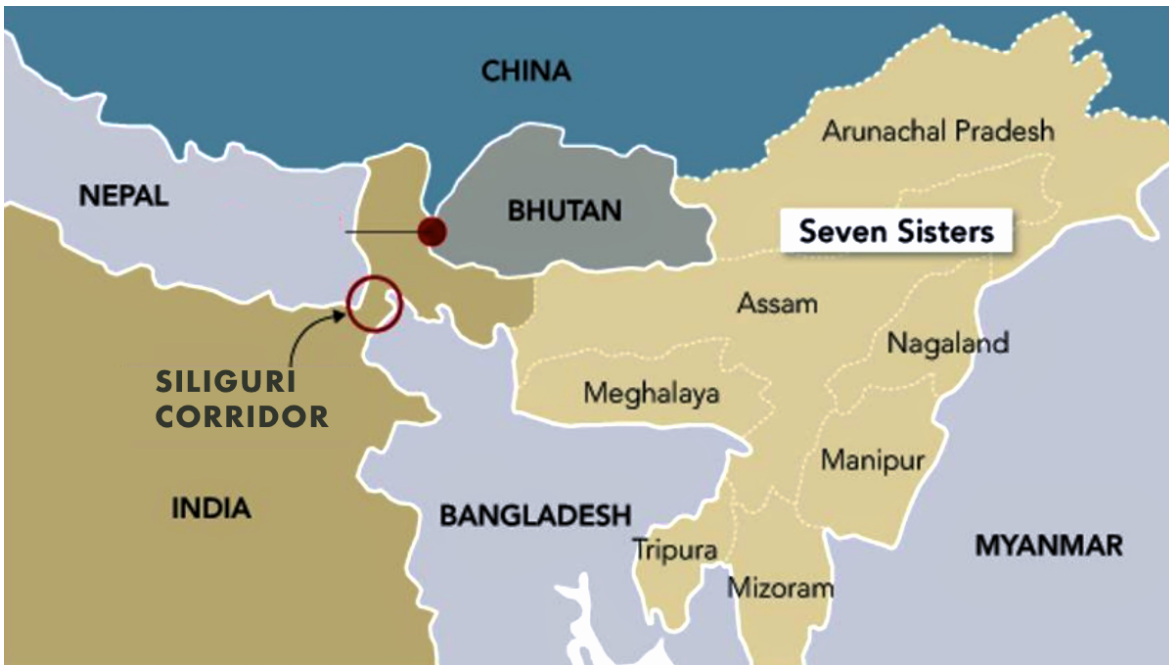 CHINA
Arunachal Pradesh
NEPAL
BHUTAN
Seven Sisters
Assam
Nagaland
SILIGURI
CORRIDOR
Meghalaya
Manipur
INDIA
BANGLADESH
Tripura
MYANMAR
Mizoram